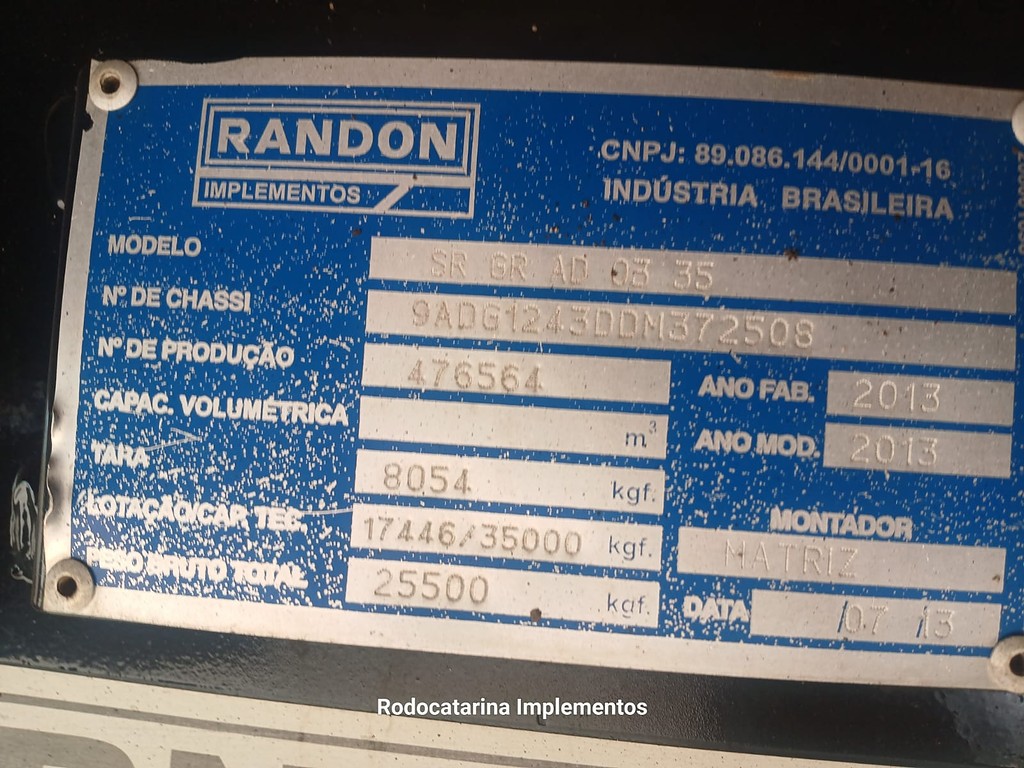 RANDON
IMPLEMENTOS
CNPJ: 89.086.144/0001-16
INDÚSTRIA BRASILEIRA
MODELO SR GR AD 03 35
Nº DE CHASSI 9ADG1243DDM372508
Nº DE PRODUÇÃO 476564 ANO FAB. 2013
CAPAC. VOLUMÉTRICA m³ ANO MOD. 2013
TARA 8054 kgf.
LOTAÇÃO/CAP. TEC. 17446/35000 kgf. MONTADOR
MATRIZ
PESO BRUTO TOTAL 25500 kgf. DATA /07 /13
Rodocatarina Implementos